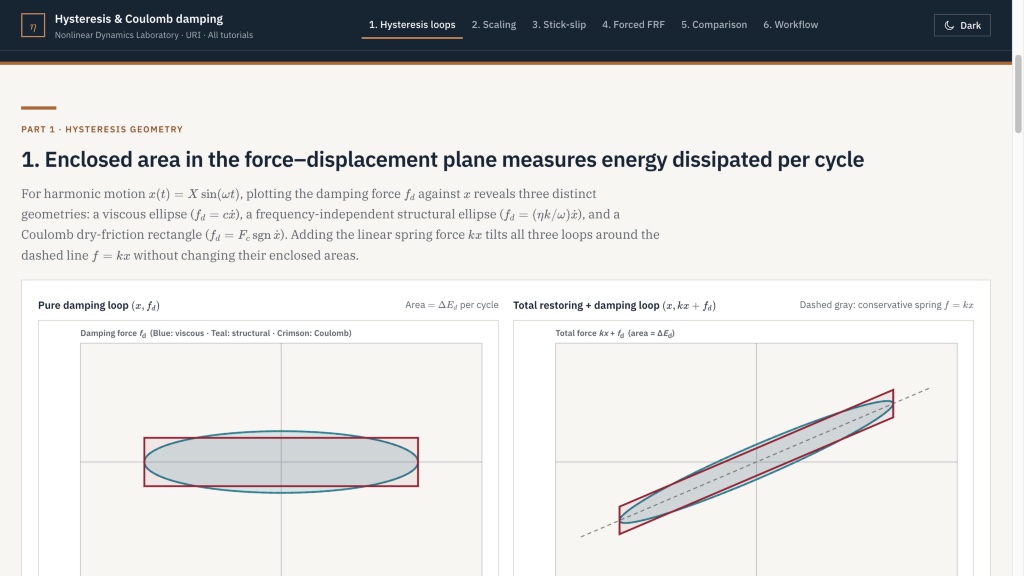 η
Hysteresis & Coulomb damping
Nonlinear Dynamics Laboratory · URI · All tutorials
1. Hysteresis loops 2. Scaling 3. Stick-slip 4. Forced FRF 5. Comparison 6. Workflow
Dark
PART 1 · HYSTERESIS GEOMETRY
1. Enclosed area in the force–displacement plane measures energy dissipated per cycle
For harmonic motion x(t) = X sin(ωt), plotting the damping force f_d against x reveals three distinct
geometries: a viscous ellipse (f_d = cẋ), a frequency-independent structural ellipse (f_d = (ηk/ω)ẋ), and a
Coulomb dry-friction rectangle (f_d = F_c sgn ẋ). Adding the linear spring force kx tilts all three loops around the
dashed line f = kx without changing their enclosed areas.
Pure damping loop (x, f_d) Area = ΔE_d per cycle
Damping force f_d (Blue: viscous · Teal: structural · Crimson: Coulomb)
Total restoring + damping loop (x, kx + f_d) Dashed gray: conservative spring f = kx
Total force kx + f_d (area = ΔE_d)